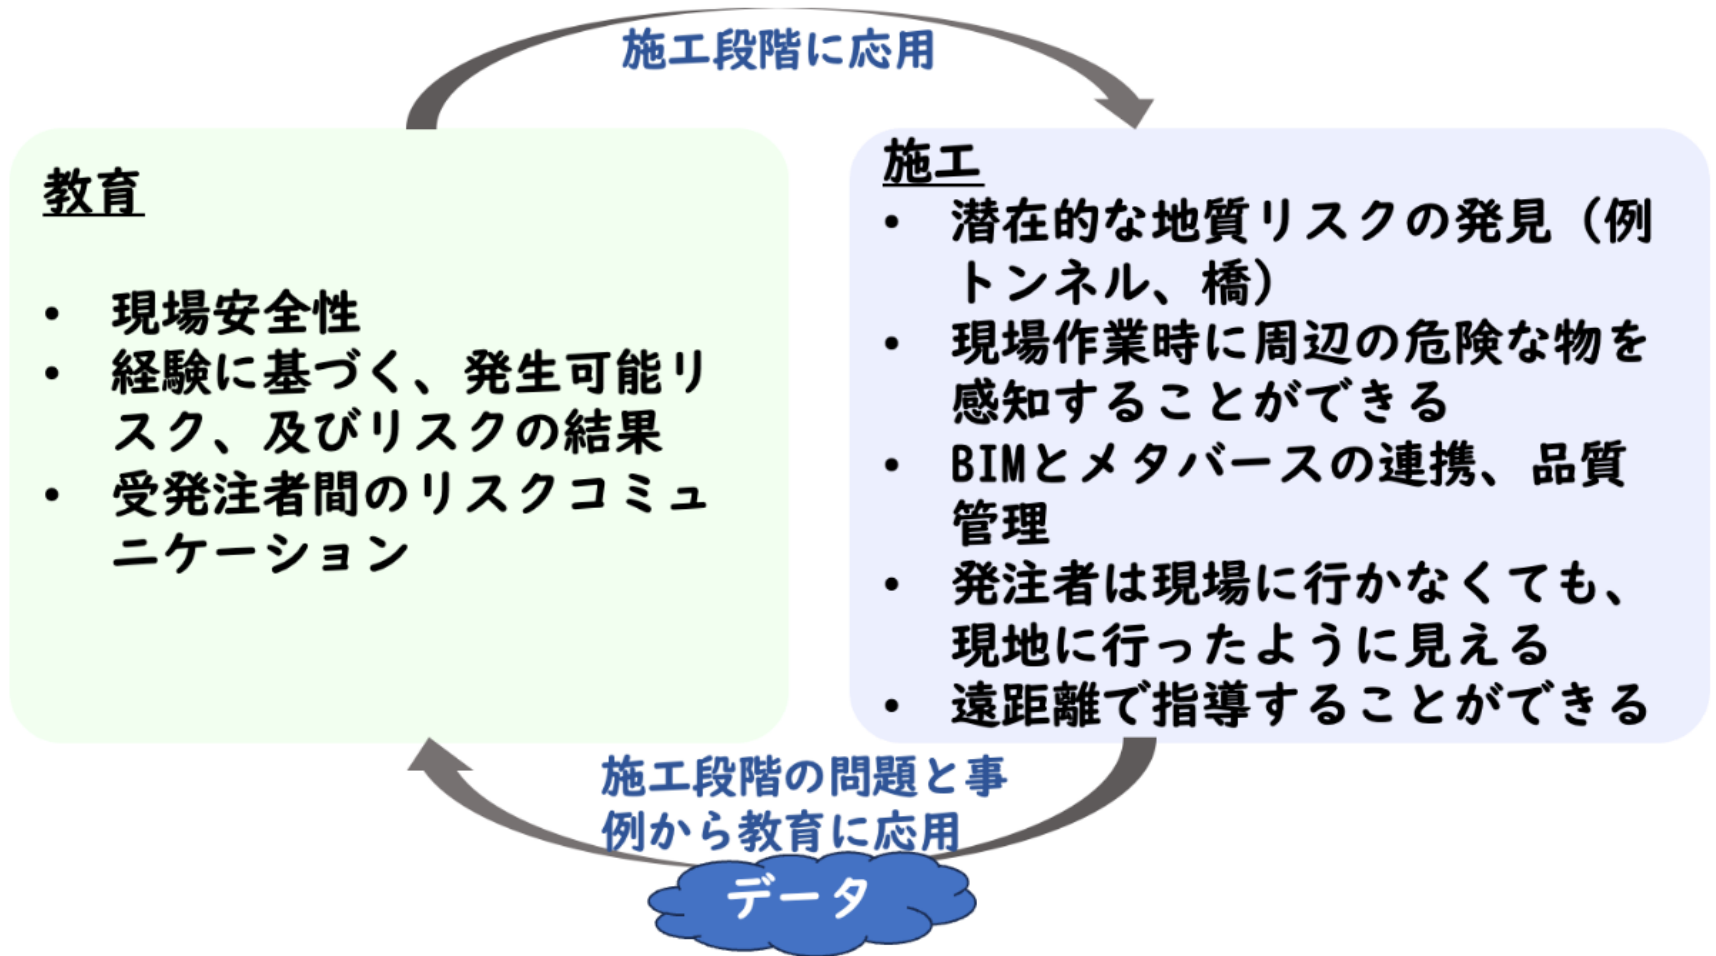 施工段階に応用
教育
• 現場安全性
• 経験に基づく、発生可能リ
スク、及びリスクの結果
• 受発注者間のリスクコミュ
ニケーション
施工
• 潜在的な地質リスクの発見（例
トンネル、橋）
• 現場作業時に周辺の危険な物を
感知することができる
• BIMとメタバースの連携、品質
管理
• 発注者は現場に行かなくても、
現地に行ったように見える
• 遠距離で指導することができる
施工段階の問題と事
例から教育に応用
データ